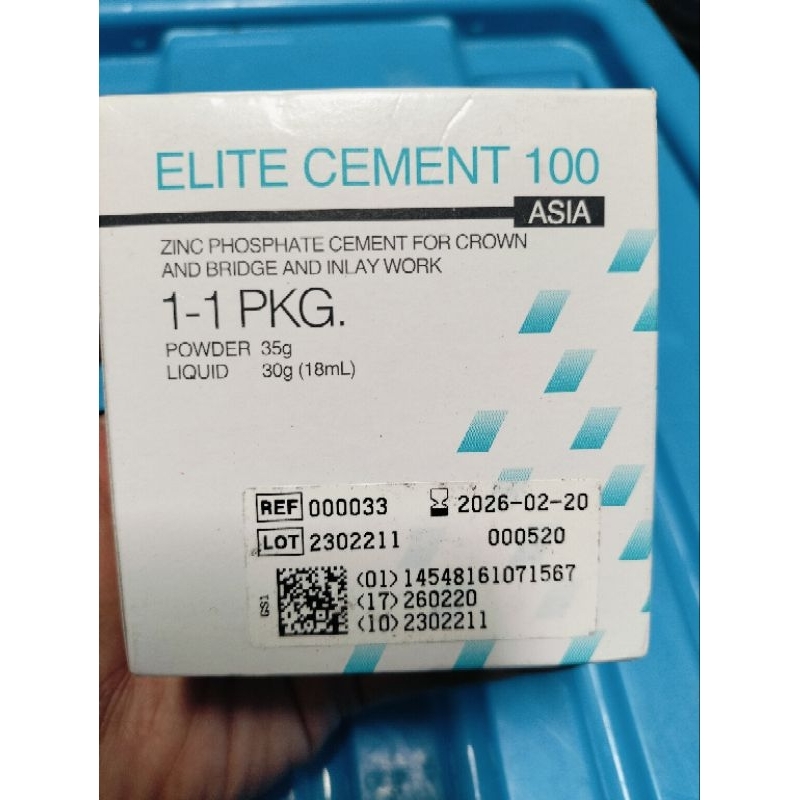 ELITE CEMENT 100
ASIA
ZINC PHOSPHATE CEMENT FOR CROWN
AND BRIDGE AND INLAY WORK
1-1 PKG.
POWDER 35g
LIQUID 30g (18mL)
REF 000033 2026-02-20
LOT 2302211 000520
GS1
(01)14548161071567
(17)260220
(10)2302211